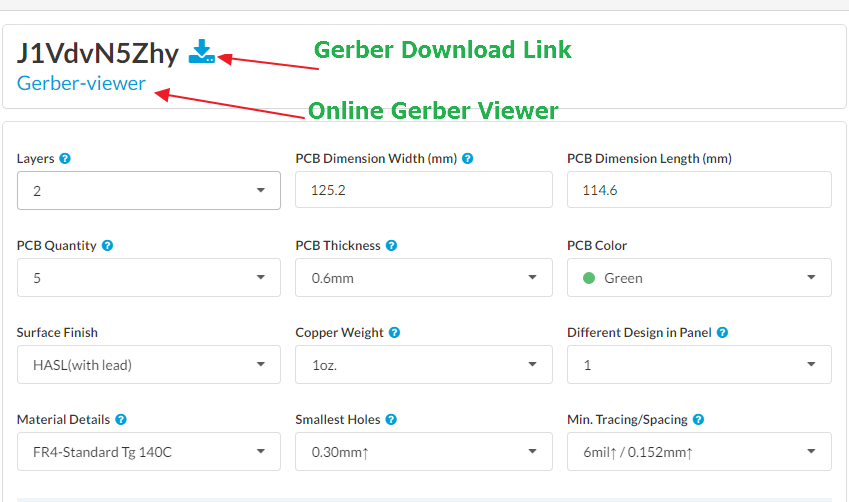 J1VdvN5Zhy
Gerber Download Link
Gerber-viewer
Online Gerber Viewer
Layers ?
PCB Dimension Width (mm) ?
PCB Dimension Length (mm)
2
125.2
114.6
PCB Quantity ?
PCB Thickness ?
PCB Color
5
0.6mm
Green
Surface Finish
Copper Weight ?
Different Design in Panel ?
HASL(with lead)
1oz.
1
Material Details ?
Smallest Holes ?
Min. Tracing/Spacing ?
FR4-Standard Tg 140C
0.30mm↑
6mil↑ / 0.152mm↑